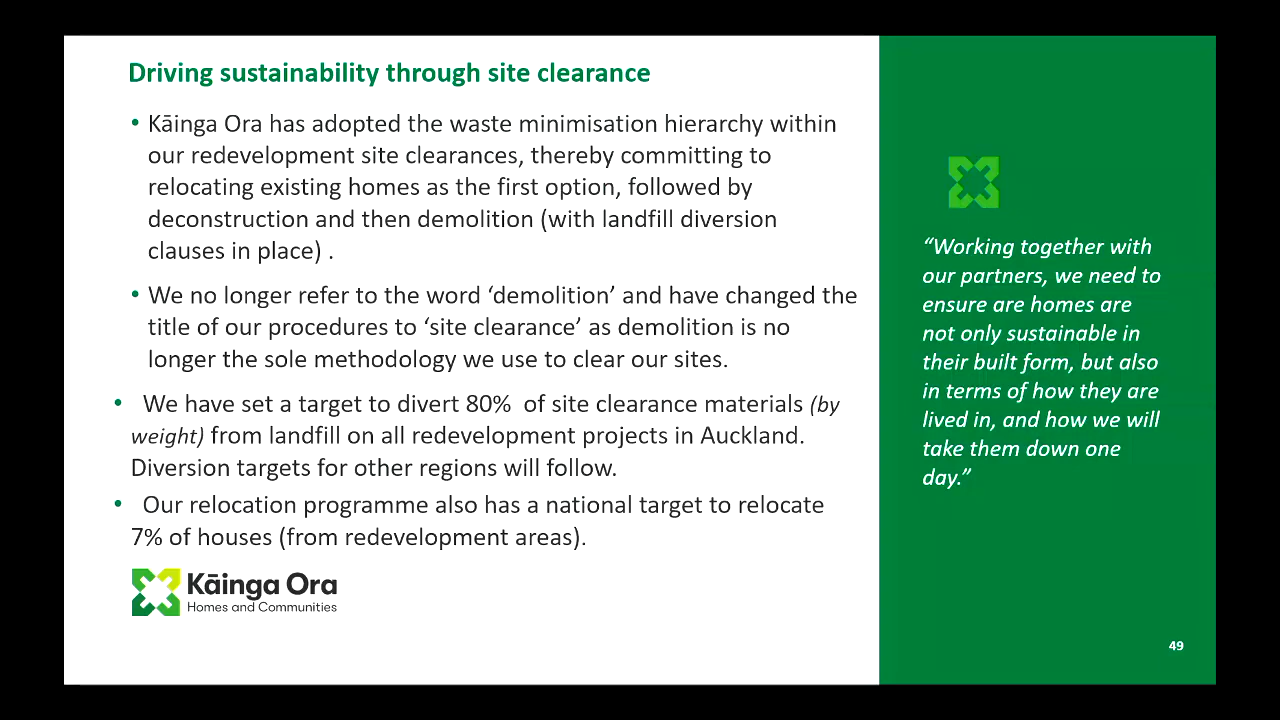 Driving sustainability through site clearance
• Kāinga Ora has adopted the waste minimisation hierarchy within
our redevelopment site clearances, thereby committing to
relocating existing homes as the first option, followed by
deconstruction and then demolition (with landfill diversion
clauses in place) .
• We no longer refer to the word ‘demolition’ and have changed the
title of our procedures to ‘site clearance’ as demolition is no
longer the sole methodology we use to clear our sites.
• We have set a target to divert 80%  of site clearance materials (by
weight) from landfill on all redevelopment projects in Auckland.
Diversion targets for other regions will follow.
• Our relocation programme also has a national target to relocate
7% of houses (from redevelopment areas).
Kāinga Ora
Homes and Communities
“Working together with
our partners, we need to
ensure are homes are
not only sustainable in
their built form, but also
in terms of how they are
lived in, and how we will
take them down one
day.”
49